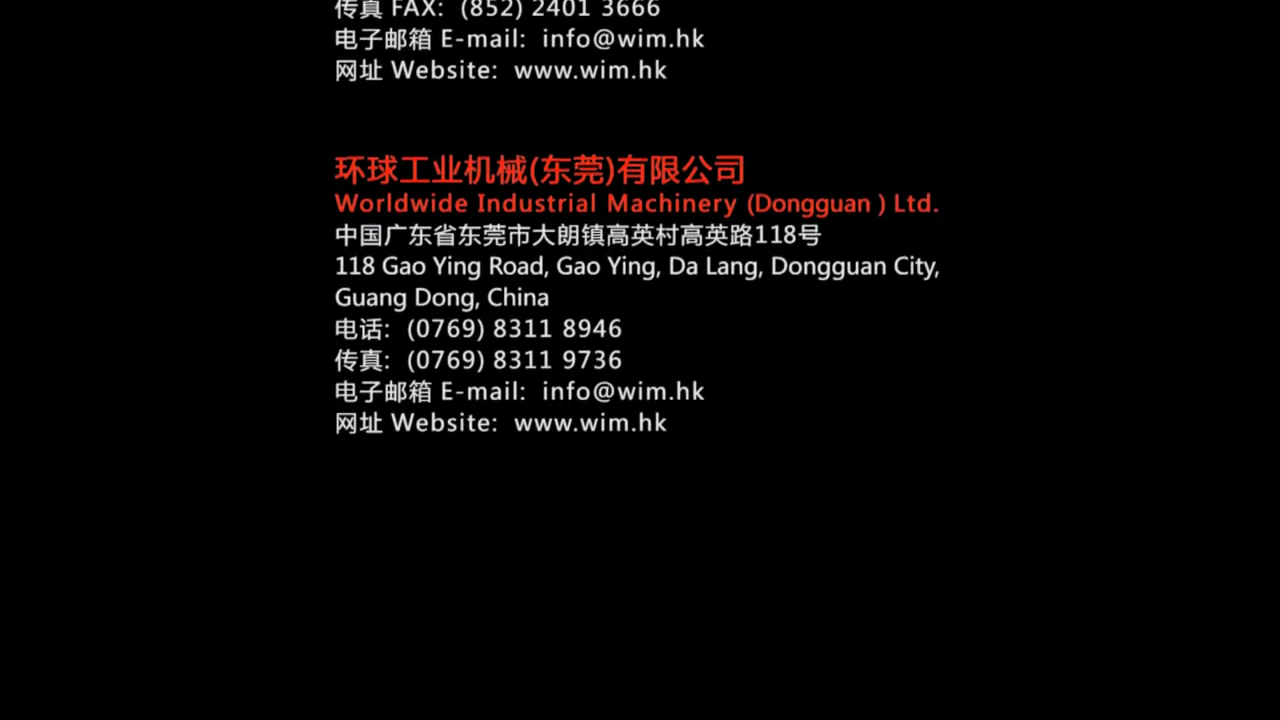 传真 FAX: (852) 2401 3666
电子邮箱 E-mail: info@wim.hk
网址 Website: www.wim.hk
环球工业机械(东莞)有限公司
Worldwide Industrial Machinery (Dongguan ) Ltd.
中国广东省东莞市大朗镇高英村高英路118号
118 Gao Ying Road, Gao Ying, Da Lang, Dongguan City,
Guang Dong, China
电话: (0769) 8311 8946
传真: (0769) 8311 9736
电子邮箱 E-mail: info@wim.hk
网址 Website: www.wim.hk